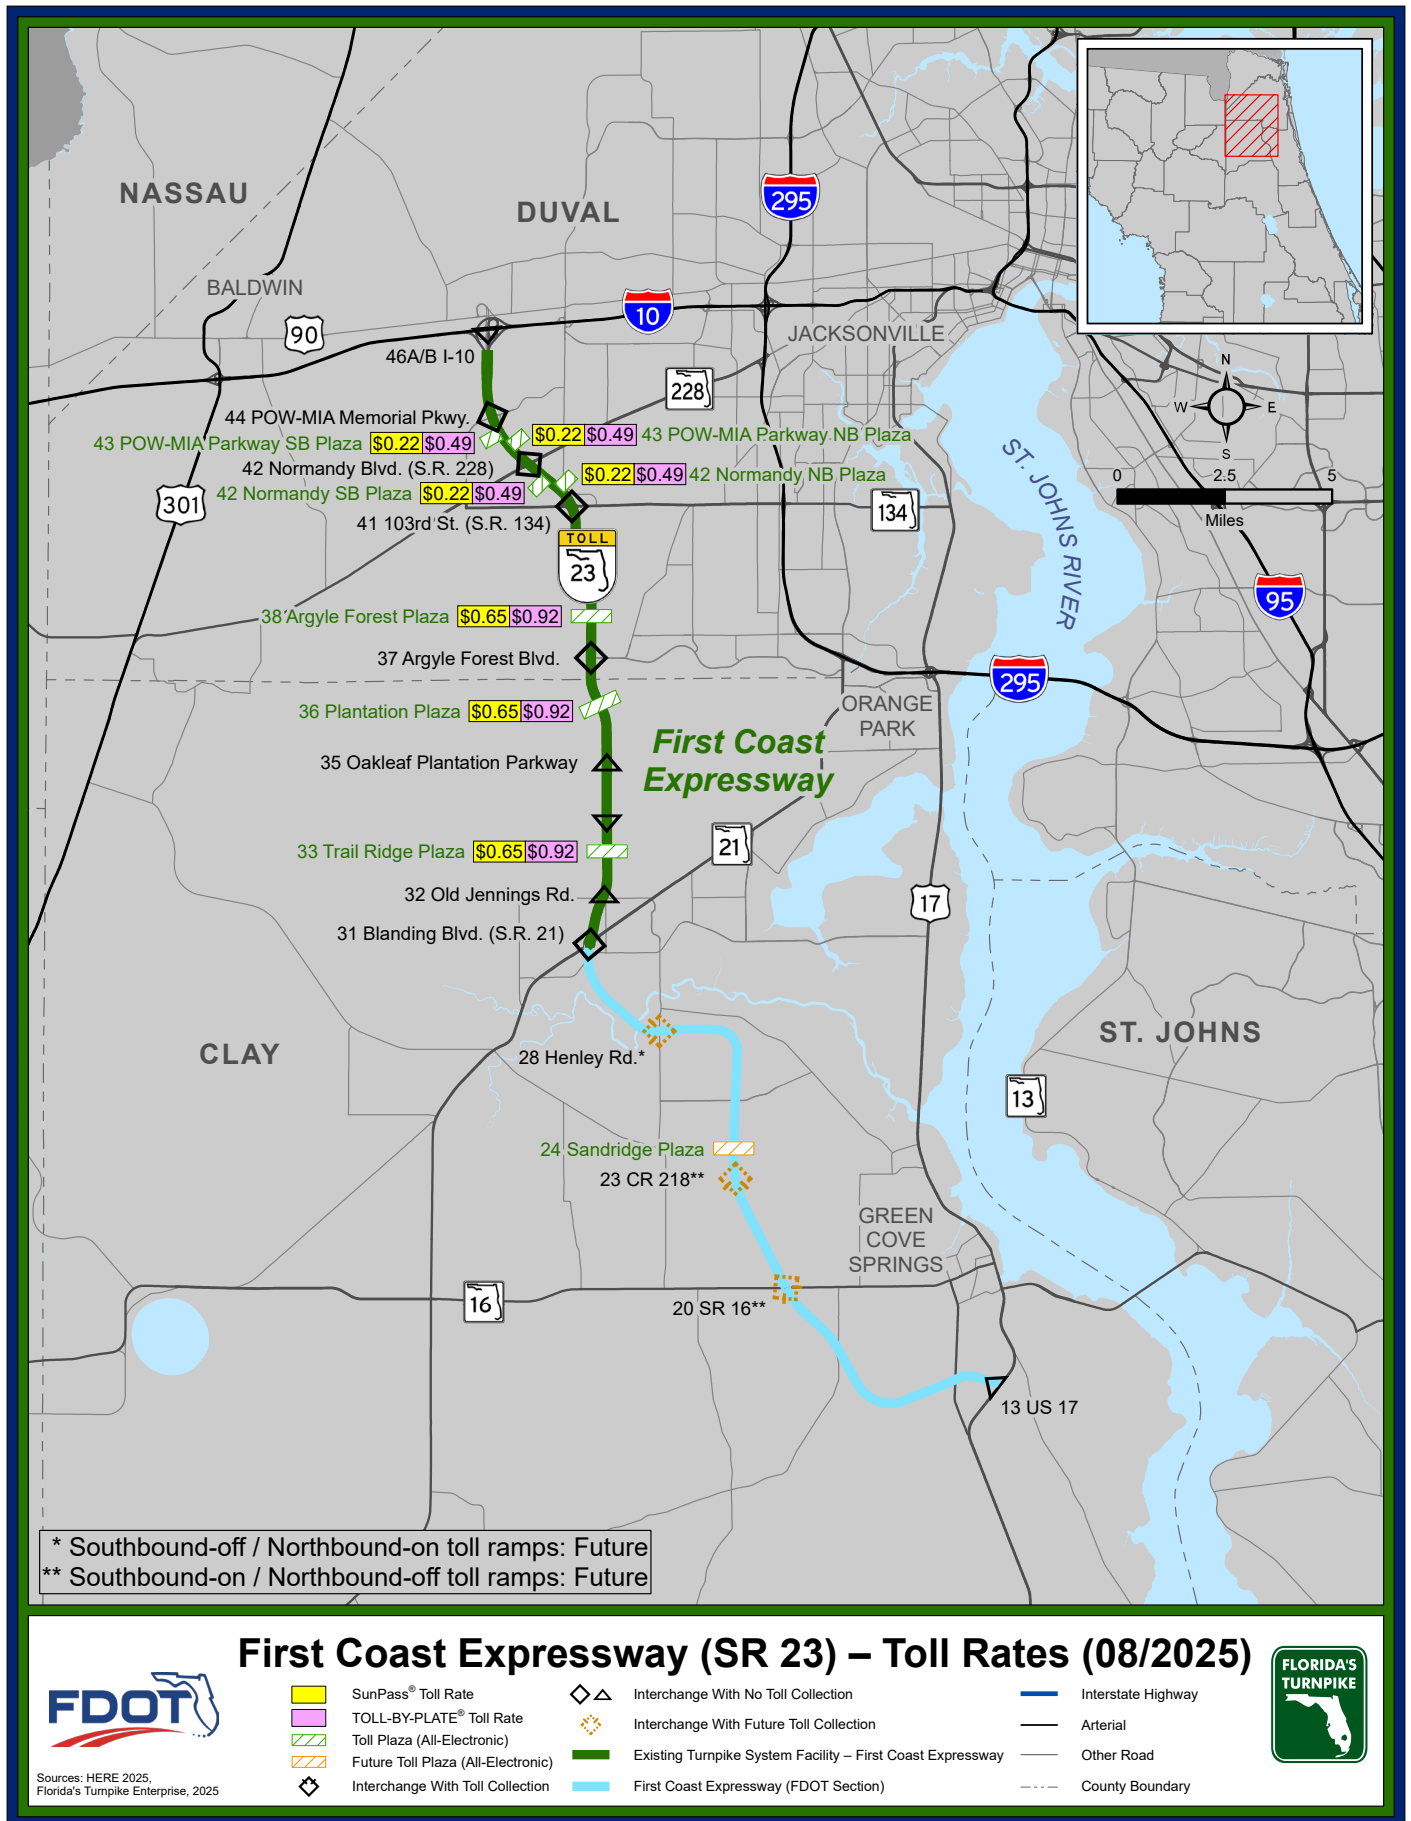 NASSAU
DUVAL
295
BALDWIN
90
10
JACKSONVILLE
46A/B I-10
228
N
W
E
S
44 POW-MIA Memorial Pkwy.
43 POW-MIA Parkway SB Plaza $0.22 $0.49
$0.22 $0.49 43 POW-MIA Parkway NB Plaza
42 Normandy Blvd. (S.R. 228)
$0.22 $0.49 42 Normandy NB Plaza
42 Normandy SB Plaza $0.22 $0.49
301
0 2.5 5
Miles
134
41 103rd St. (S.R. 134)
ST. JOHNS RIVER
TOLL
23
95
38 Argyle Forest Plaza $0.65 $0.92
37 Argyle Forest Blvd.
295
36 Plantation Plaza $0.65 $0.92
ORANGE
PARK
First Coast
Expressway
35 Oakleaf Plantation Parkway
21
33 Trail Ridge Plaza $0.65 $0.92
32 Old Jennings Rd.
17
31 Blanding Blvd. (S.R. 21)
CLAY
ST. JOHNS
28 Henley Rd.*
13
24 Sandridge Plaza
23 CR 218**
GREEN
COVE
SPRINGS
16
20 SR 16**
13 US 17
* Southbound-off / Northbound-on toll ramps: Future
** Southbound-on / Northbound-off toll ramps: Future
First Coast Expressway (SR 23) – Toll Rates (08/2025)
FDOT
Sources: HERE 2025,
Florida's Turnpike Enterprise, 2025
SunPass® Toll Rate
TOLL-BY-PLATE® Toll Rate
Toll Plaza (All-Electronic)
Future Toll Plaza (All-Electronic)
Interchange With Toll Collection
Interchange With No Toll Collection
Interchange With Future Toll Collection
Existing Turnpike System Facility – First Coast Expressway
First Coast Expressway (FDOT Section)
Interstate Highway
Arterial
Other Road
County Boundary
FLORIDA'S
TURNPIKE